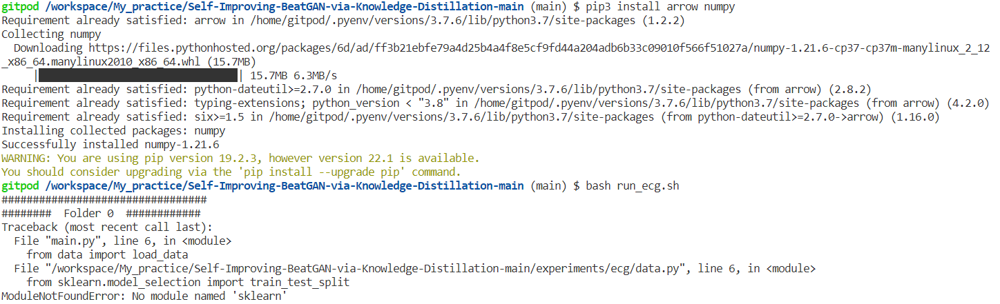 gitpod /workspace/My_practice/Self-Improving-BeatGAN-via-Knowledge-Distillation-main (main) $ pip3 install arrow numpy
Requirement already satisfied: arrow in /home/gitpod/.pyenv/versions/3.7.6/lib/python3.7/site-packages (1.2.2)
Collecting numpy
  Downloading https://files.pythonhosted.org/packages/6d/ad/ff3b21ebfe79a4d25b4a4f8e5cf9fd44a204adb6b33c09010f566f51027a/numpy-1.21.6-cp37-cp37m-manylinux_2_12
_x86_64.manylinux2010_x86_64.whl (15.7MB)
     |████████████████████████████████| 15.7MB 6.3MB/s
Requirement already satisfied: python-dateutil>=2.7.0 in /home/gitpod/.pyenv/versions/3.7.6/lib/python3.7/site-packages (from arrow) (2.8.2)
Requirement already satisfied: typing-extensions; python_version < "3.8" in /home/gitpod/.pyenv/versions/3.7.6/lib/python3.7/site-packages (from arrow) (4.2.0)
Requirement already satisfied: six>=1.5 in /home/gitpod/.pyenv/versions/3.7.6/lib/python3.7/site-packages (from python-dateutil>=2.7.0->arrow) (1.16.0)
Installing collected packages: numpy
Successfully installed numpy-1.21.6
WARNING: You are using pip version 19.2.3, however version 22.1 is available.
You should consider upgrading via the 'pip install --upgrade pip' command.
gitpod /workspace/My_practice/Self-Improving-BeatGAN-via-Knowledge-Distillation-main (main) $ bash run_ecg.sh
#################################
########  Folder 0  ############
Traceback (most recent call last):
  File "main.py", line 6, in <module>
    from data import load_data
  File "/workspace/My_practice/Self-Improving-BeatGAN-via-Knowledge-Distillation-main/experiments/ecg/data.py", line 6, in <module>
    from sklearn.model_selection import train_test_split
ModuleNotFoundError: No module named 'sklearn'